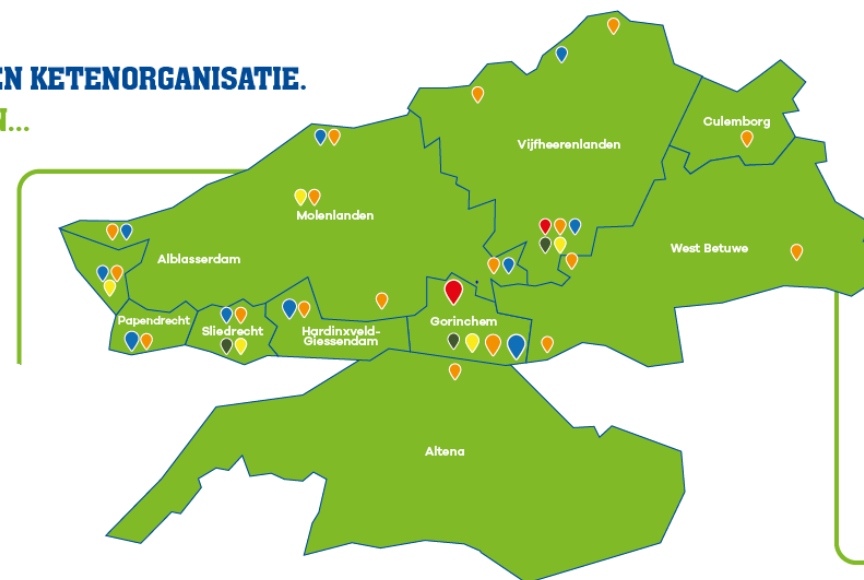 EN KETENORGANISATIE.
N...
Culemborg
Vijfheerenlanden
Molenlanden
West Betuwe
Alblasserdam
Papendrecht
Sliedrecht
Hardinxveld-
Giessendam
Gorinchem
Altena